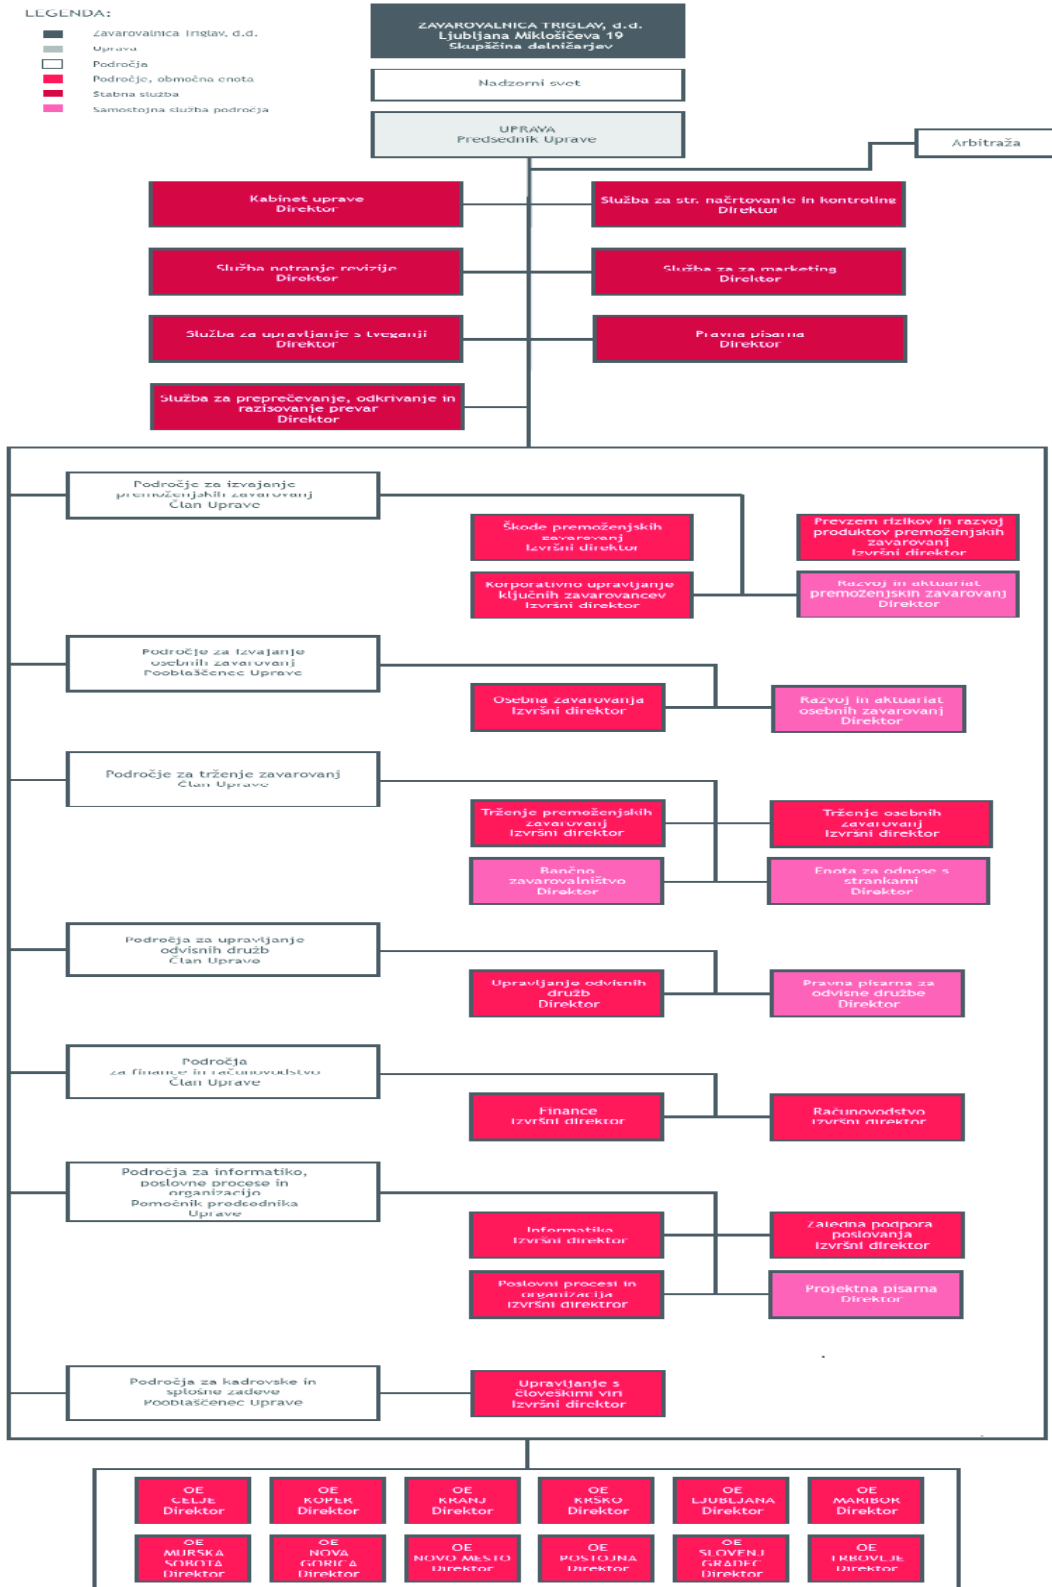 LEGENDA:
Zavarovalnica Triglav, d.d.
Uprava
Področja
Področje, območna enota
Štabna služba
Samostojna služba področja
ZAVAROVALNICA TRIGLAV, d.d.
Ljubljana Miklošičeva 19
Skupščina delničarjev
Nadzorni svet
UPRAVA
Predsednik Uprave
Arbitraža
Kabinet uprave
Direktor
Služba za str. načrtovanje in kontroling
Direktor
Služba notranje revizije
Direktor
Služba za za marketing
Direktor
Služba za upravljanje s tveganji
Direktor
Pravna pisarna
Direktor
Služba za preprečevanje, odkrivanje in
razisovanje prevar
Direktor
Področje za izvajanje
premoženjskih zavarovanj
Član Uprave
Škode premoženjskih
zavarovanj
Izvršni direktor
Prevzem rizikov in razvoj
produktov premoženjskih
zavarovanj
Izvršni direktor
Korporativno upravljanje
ključnih zavarovancev
Izvršni direktor
Razvoj in aktuariat
premoženjskih zavarovanj
Direktor
Področje za izvajanje
osebnih zavarovanj
Pooblaščenec Uprave
Osebna zavarovanja
Izvršni direktor
Razvoj in aktuariat
osebnih zavarovanj
Direktor
Področje za trženje zavarovanj
Član Uprave
Trženje premoženjskih
zavarovanj
Izvršni direktor
Trženje osebnih
zavarovanj
Izvršni direktor
Bančno
zavarovalništvo
Direktor
Enota za odnose s
strankami
Direktor
Področja za upravljanje
odvisnih družb
Član Uprave
Upravljanje odvisnih
družb
Direktor
Pravna pisarna za
odvisne družbe
Direktor
Področja
za finance in računovodstvo
Član Uprave
Finance
Izvršni direktor
Računovodstvo
Izvršni direktor
Področja za informatiko,
poslovne procese in
organizacijo
Pomočnik predsednika
Uprave
Informatika
Izvršni direktor
Zaledna podpora
poslovanja
Izvršni direktor
Poslovni procesi in
organizacija
Izvršni direktror
Projektna pisarna
Direktor
Področja za kadrovske in
splošne zadeve
Pooblaščenec Uprave
Upravljanje s
človeškimi viri
Izvršni direktor
OE
CELJE
Direktor
OE
KOPER
Direktor
OE
KRANJ
Direktor
OE
KRŠKO
Direktor
OE
LJUBLJANA
Direktor
OE
MARIBOR
Direktor
OE
MURSKA
SOBOTA
Direktor
OE
NOVA
GORICA
Direktor
OE
NOVO MESTO
Direktor
OE
POSTOJNA
Direktor
OE
SLOVENJ
GRADEC
Direktor
OE
TRBOVLJE
Direktor